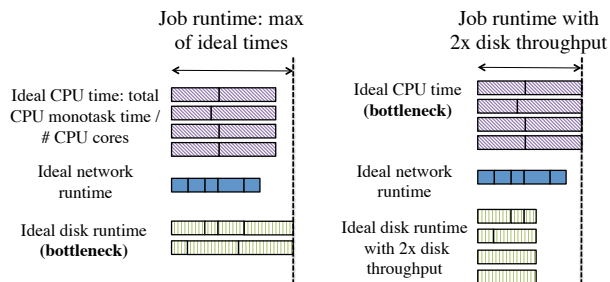 Job runtime: max
of ideal times
Ideal CPU time: total
CPU monotask time /
# CPU cores
Ideal network
runtime
Ideal disk runtime
(bottleneck)
Job runtime with
2x disk throughput
Ideal CPU time
(bottleneck)
Ideal network
runtime
Ideal disk runtime
with 2x disk
throughput